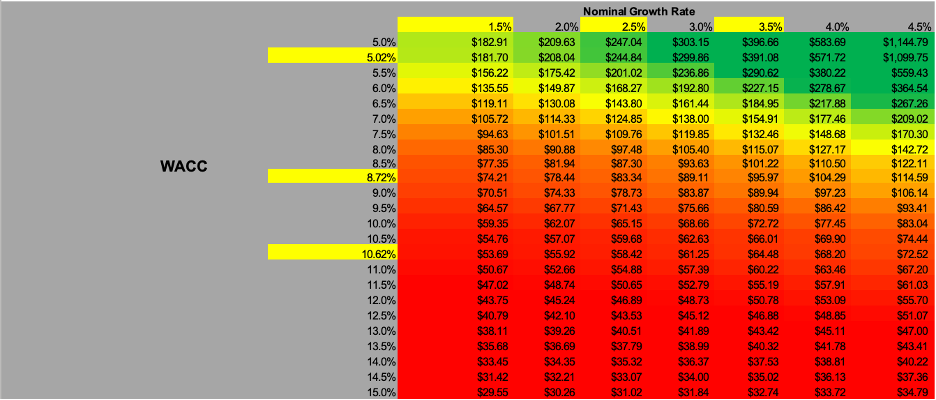 Nominal Growth Rate
1.5% 2.0% 2.5% 3.0% 3.5% 4.0% 4.5%
5.0% $182.91 $209.63 $247.04 $303.15 $396.66 $583.69 $1,144.79
5.02% $181.70 $208.04 $244.84 $299.86 $391.08 $571.72 $1,099.75
5.5% $156.22 $175.42 $201.02 $236.86 $290.62 $380.22 $559.43
6.0% $135.55 $149.87 $168.27 $192.80 $227.15 $278.67 $364.54
6.5% $119.11 $130.08 $143.80 $161.44 $184.95 $217.88 $267.26
7.0% $105.72 $114.33 $124.85 $138.00 $154.91 $177.46 $209.02
7.5% $94.63 $101.51 $109.76 $119.85 $132.46 $148.68 $170.30
8.0% $85.30 $90.88 $97.48 $105.40 $115.07 $127.17 $142.72
WACC
8.5% $77.35 $81.94 $87.30 $93.63 $101.22 $110.50 $122.11
8.72% $74.21 $78.44 $83.34 $89.11 $95.97 $104.29 $114.59
9.0% $70.51 $74.33 $78.73 $83.87 $89.94 $97.23 $106.14
9.5% $64.57 $67.77 $71.43 $75.66 $80.59 $86.42 $93.41
10.0% $59.35 $62.07 $65.15 $68.66 $72.72 $77.45 $83.04
10.5% $54.76 $57.07 $59.68 $62.63 $66.01 $69.90 $74.44
10.62% $53.69 $55.92 $58.42 $61.25 $64.48 $68.20 $72.52
11.0% $50.67 $52.66 $54.88 $57.39 $60.22 $63.46 $67.20
11.5% $47.02 $48.74 $50.65 $52.79 $55.19 $57.91 $61.03
12.0% $43.75 $45.24 $46.89 $48.73 $50.78 $53.09 $55.70
12.5% $40.79 $42.10 $43.53 $45.12 $46.88 $48.85 $51.07
13.0% $38.11 $39.26 $40.51 $41.89 $43.42 $45.11 $47.00
13.5% $35.68 $36.69 $37.79 $38.99 $40.32 $41.78 $43.41
14.0% $33.45 $34.35 $35.32 $36.37 $37.53 $38.81 $40.22
14.5% $31.42 $32.21 $33.07 $34.00 $35.02 $36.13 $37.36
15.0% $29.55 $30.26 $31.02 $31.84 $32.74 $33.72 $34.79